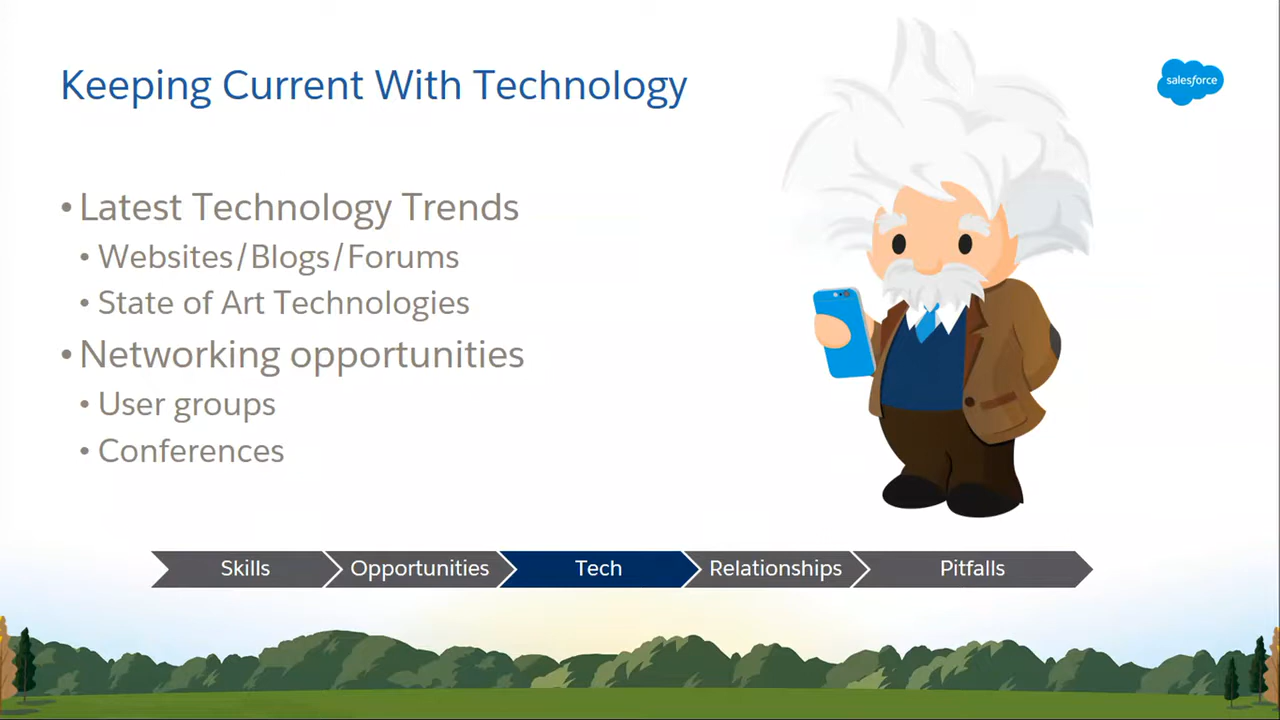 Keeping Current With Technology
salesforce
• Latest Technology Trends
• Websites/Blogs/Forums
• State of Art Technologies
• Networking opportunities
• User groups
• Conferences
Skills
Opportunities
Tech
Relationships
Pitfalls